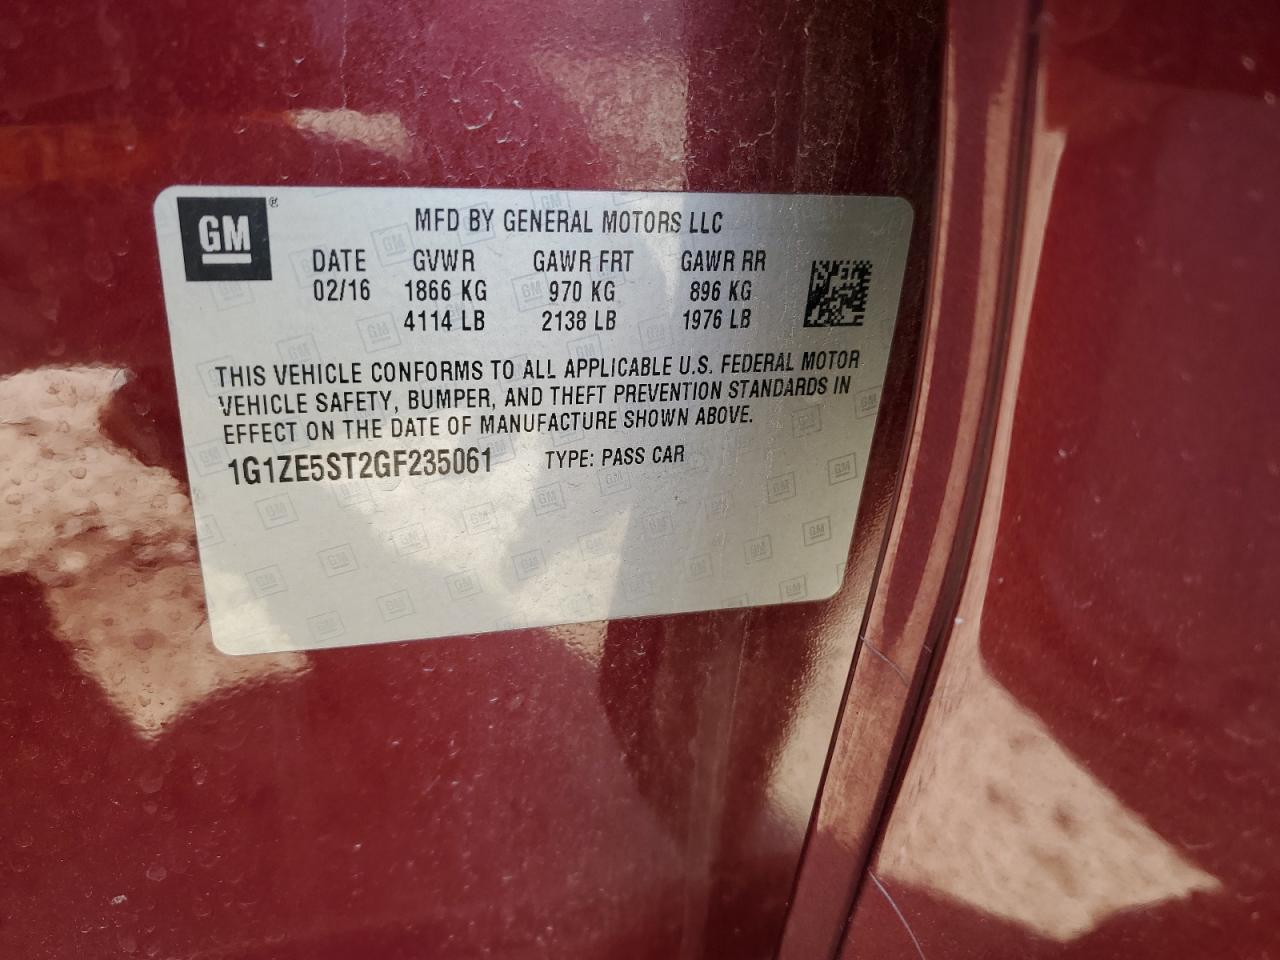 GM ®
MFD BY GENERAL MOTORS LLC
DATE GVWR GAWR FRT GAWR RR
02/16 1866 KG 970 KG 896 KG
4114 LB 2138 LB 1976 LB
THIS VEHICLE CONFORMS TO ALL APPLICABLE U.S. FEDERAL MOTOR
VEHICLE SAFETY, BUMPER, AND THEFT PREVENTION STANDARDS IN
EFFECT ON THE DATE OF MANUFACTURE SHOWN ABOVE.
1G1ZE5ST2GF235061 TYPE: PASS CAR